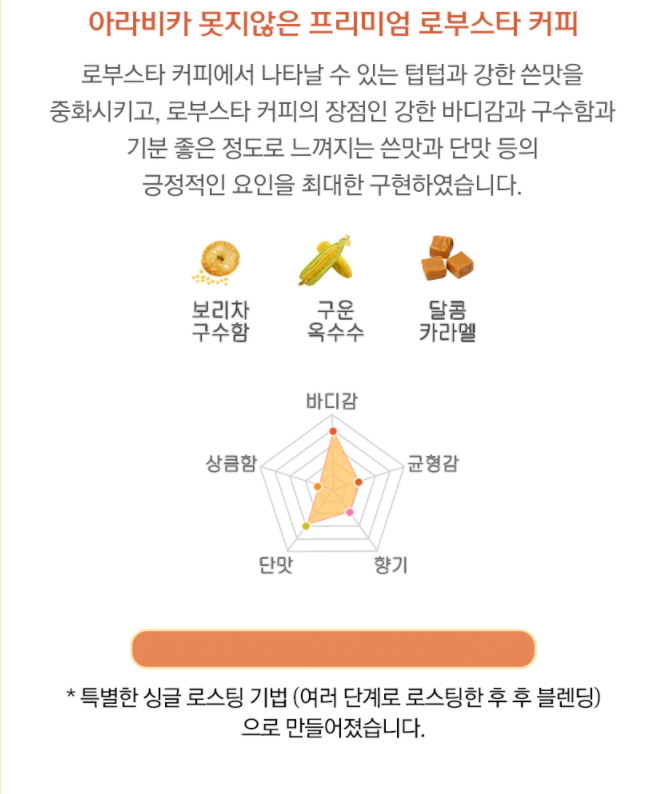 아라비카 못지않은 프리미엄 로부스타 커피
로부스타 커피에서 나타날 수 있는 텁텁과 강한 쓴맛을
중화시키고, 로부스타 커피의 장점인 강한 바디감과 구수함과
기분 좋은 정도로 느껴지는 쓴맛과 단맛 등의
긍정적인 요인을 최대한 구현하였습니다.
보리차
구수함
구운
옥수수
달콤
카라멜
바디감
상큼함
균형감
단맛
향기
* 특별한 싱글 로스팅 기법 (여러 단계로 로스팅한 후 후 블렌딩)
으로 만들어졌습니다.